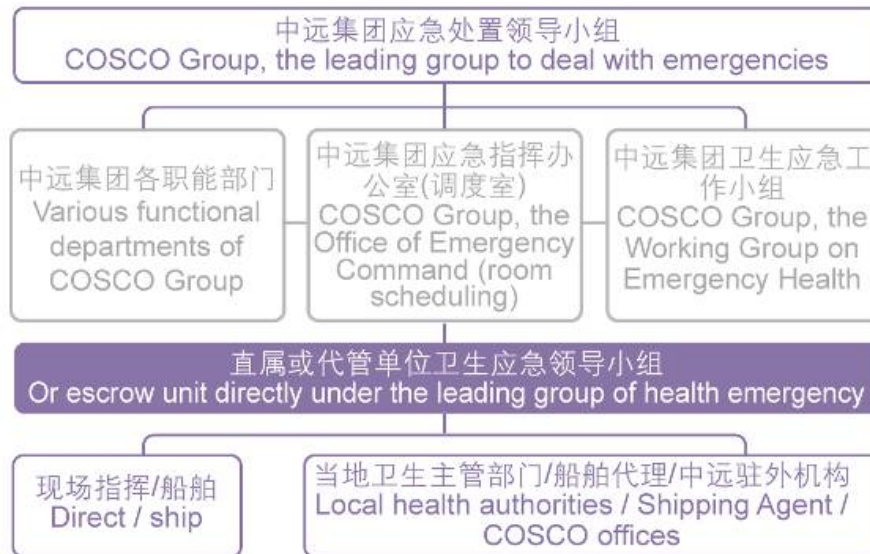 中远集团应急处置领导小组
COSCO Group, the leading group to deal with emergencies
中远集团各职能部门
Various functional
departments of
COSCO Group
中远集团应急指挥办
公室(调度室)
COSCO Group, the
Office of Emergency
Command (room
scheduling)
中远集团卫生应急工
作小组
COSCO Group, the
Working Group on
Emergency Health
直属或代管单位卫生应急领导小组
Or escrow unit directly under the leading group of health emergency
现场指挥/船舶
Direct / ship
当地卫生主管部门/船舶代理/中远驻外机构
Local health authorities / Shipping Agent /
COSCO offices